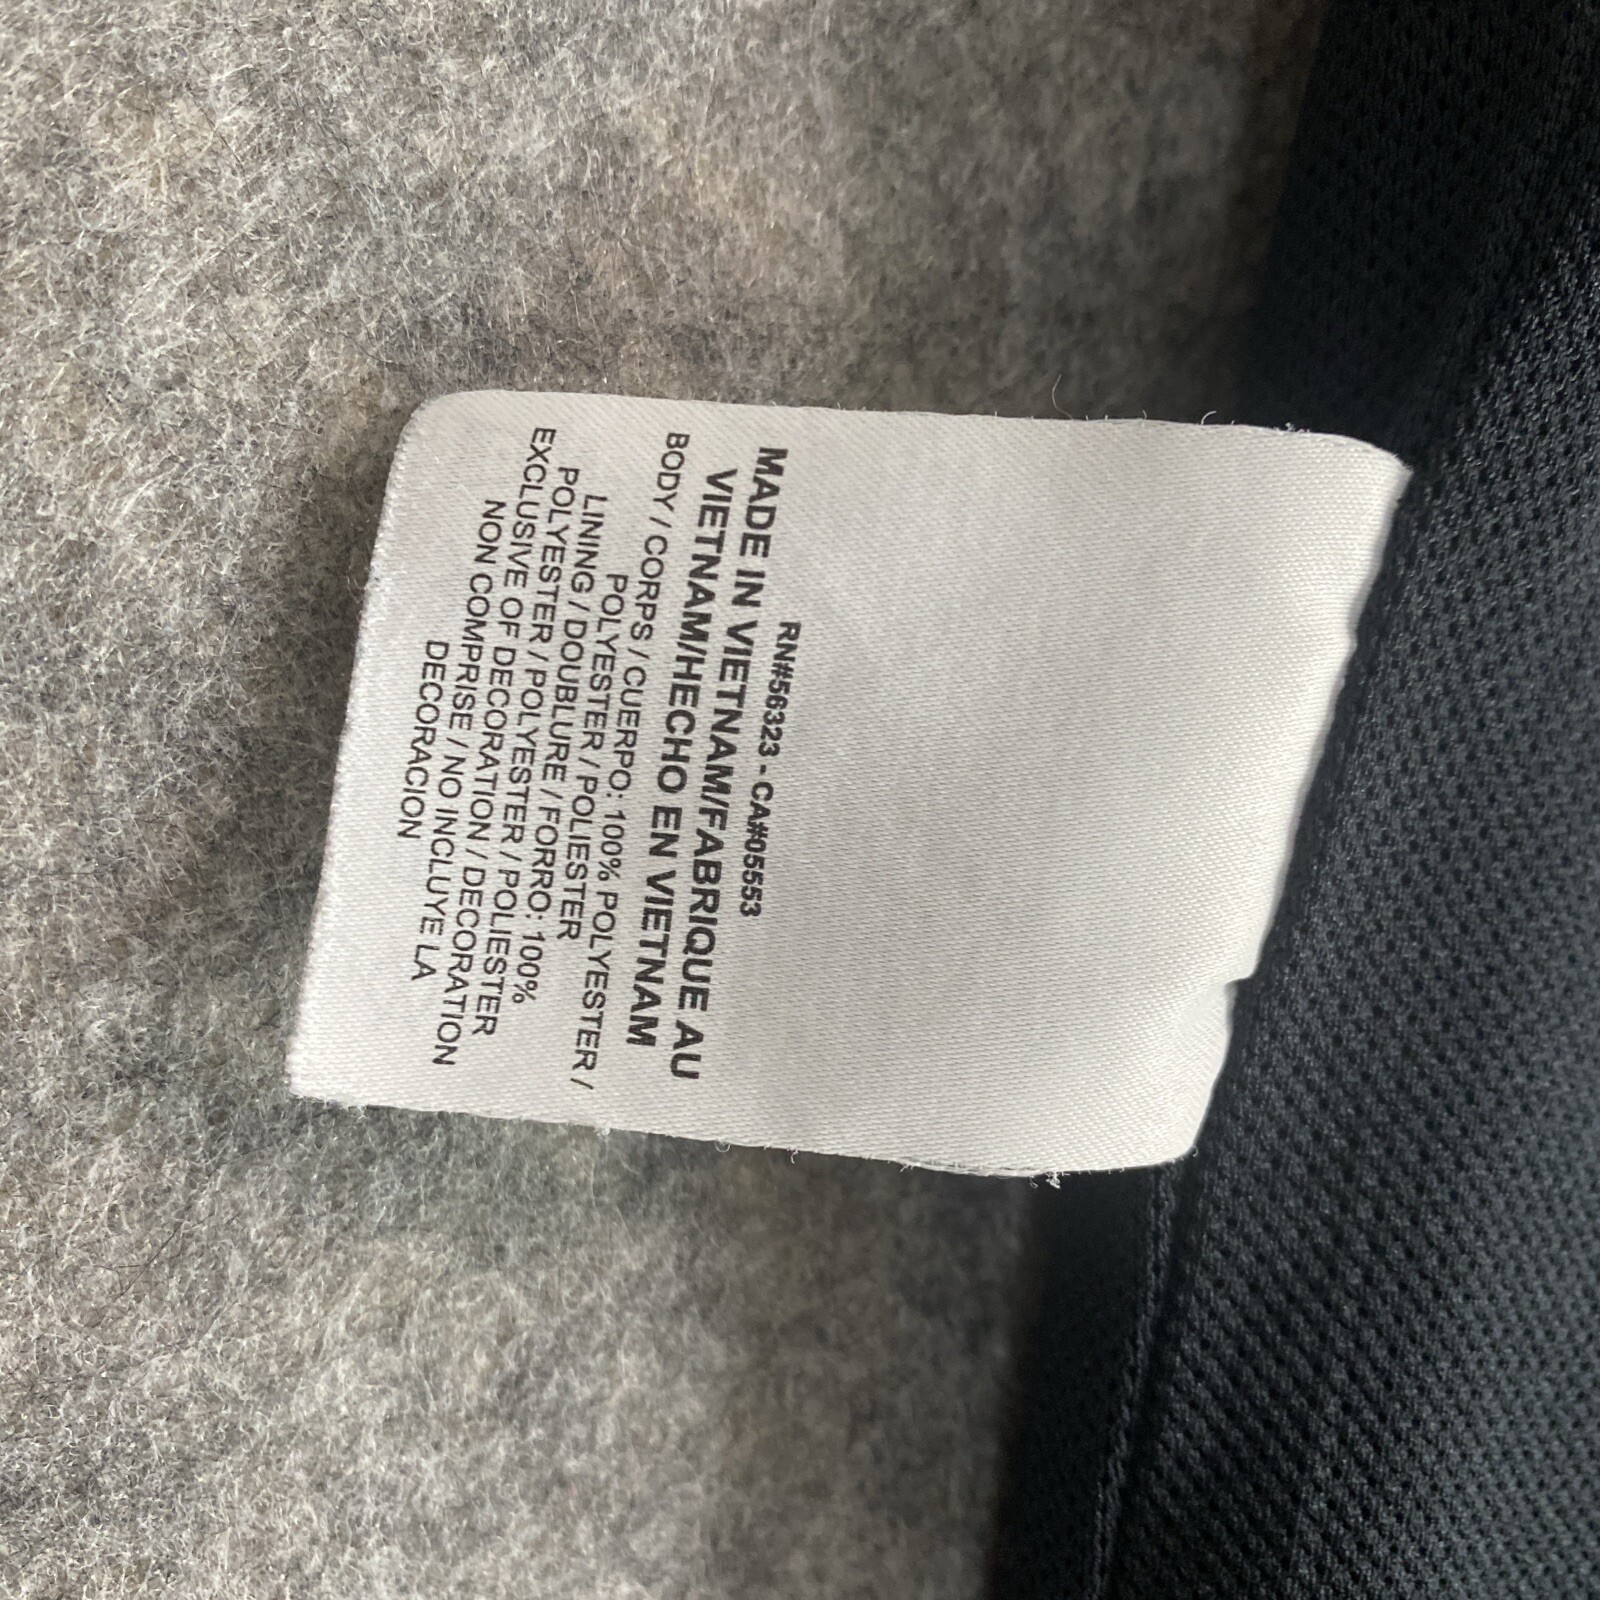 RN#56323 - CA#05553
MADE IN VIETNAM/FABRIQUE AU
VIETNAM/HECHO EN VIETNAM
BODY / CORPS / CUERPO: 100% POLYESTER /
POLYESTER / POLIESTER
LINING / DOUBLURE / FORRO: 100%
POLYESTER / POLYESTER / POLIESTER
EXCLUSIVE OF DECORATION / DECORATION
NON COMPRISE / NO INCLUYE LA
DECORACION